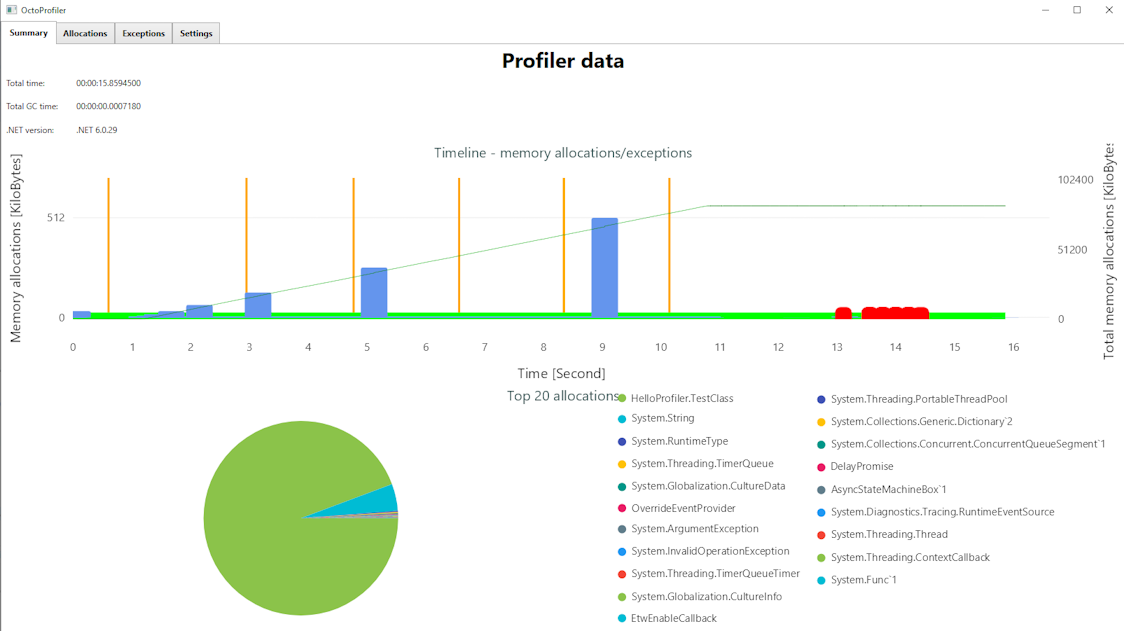 OctoProfiler
Summary Allocations Exceptions Settings
Profiler data
Total time: 00:00:15.8594500
Total GC time: 00:00:00.0007180
.NET version: .NET 6.0.29
Timeline - memory allocations/exceptions
Memory allocations [KiloBytes]
512
0
102400
51200
0
Total memory allocations [KiloBytes
0 1 2 3 4 5 6 7 8 9 10 11 12 13 14 15 16
Time [Second]
Top 20 allocations
HelloProfiler.TestClass
System.String
System.RuntimeType
System.Threading.TimerQueue
System.Globalization.CultureData
OverrideEventProvider
System.ArgumentException
System.InvalidOperationException
System.Threading.TimerQueueTimer
System.Globalization.CultureInfo
EtwEnableCallback
System.Threading.PortableThreadPool
System.Collections.Generic.Dictionary`2
System.Collections.Concurrent.ConcurrentQueueSegment`1
DelayPromise
AsyncStateMachineBox`1
System.Diagnostics.Tracing.RuntimeEventSource
System.Threading.Thread
System.Threading.ContextCallback
System.Func`1